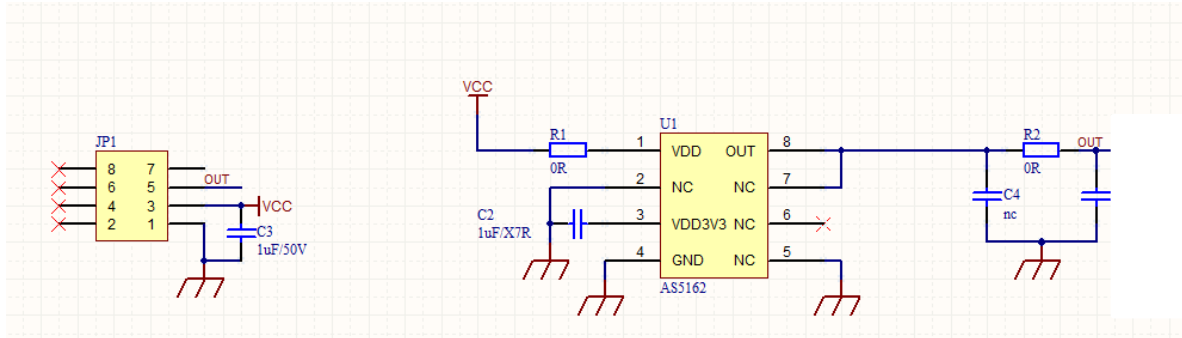 VCC
JP1
8 7
6 5 OUT
4 3 VCC
2 1
C3
1uF/50V
R1
0R
C2
1uF/X7R
U1
1 VDD OUT 8
2 NC NC 7
3 VDD3V3 NC 6
4 GND NC 5
AS5162
R2
0R
OUT
C4
nc